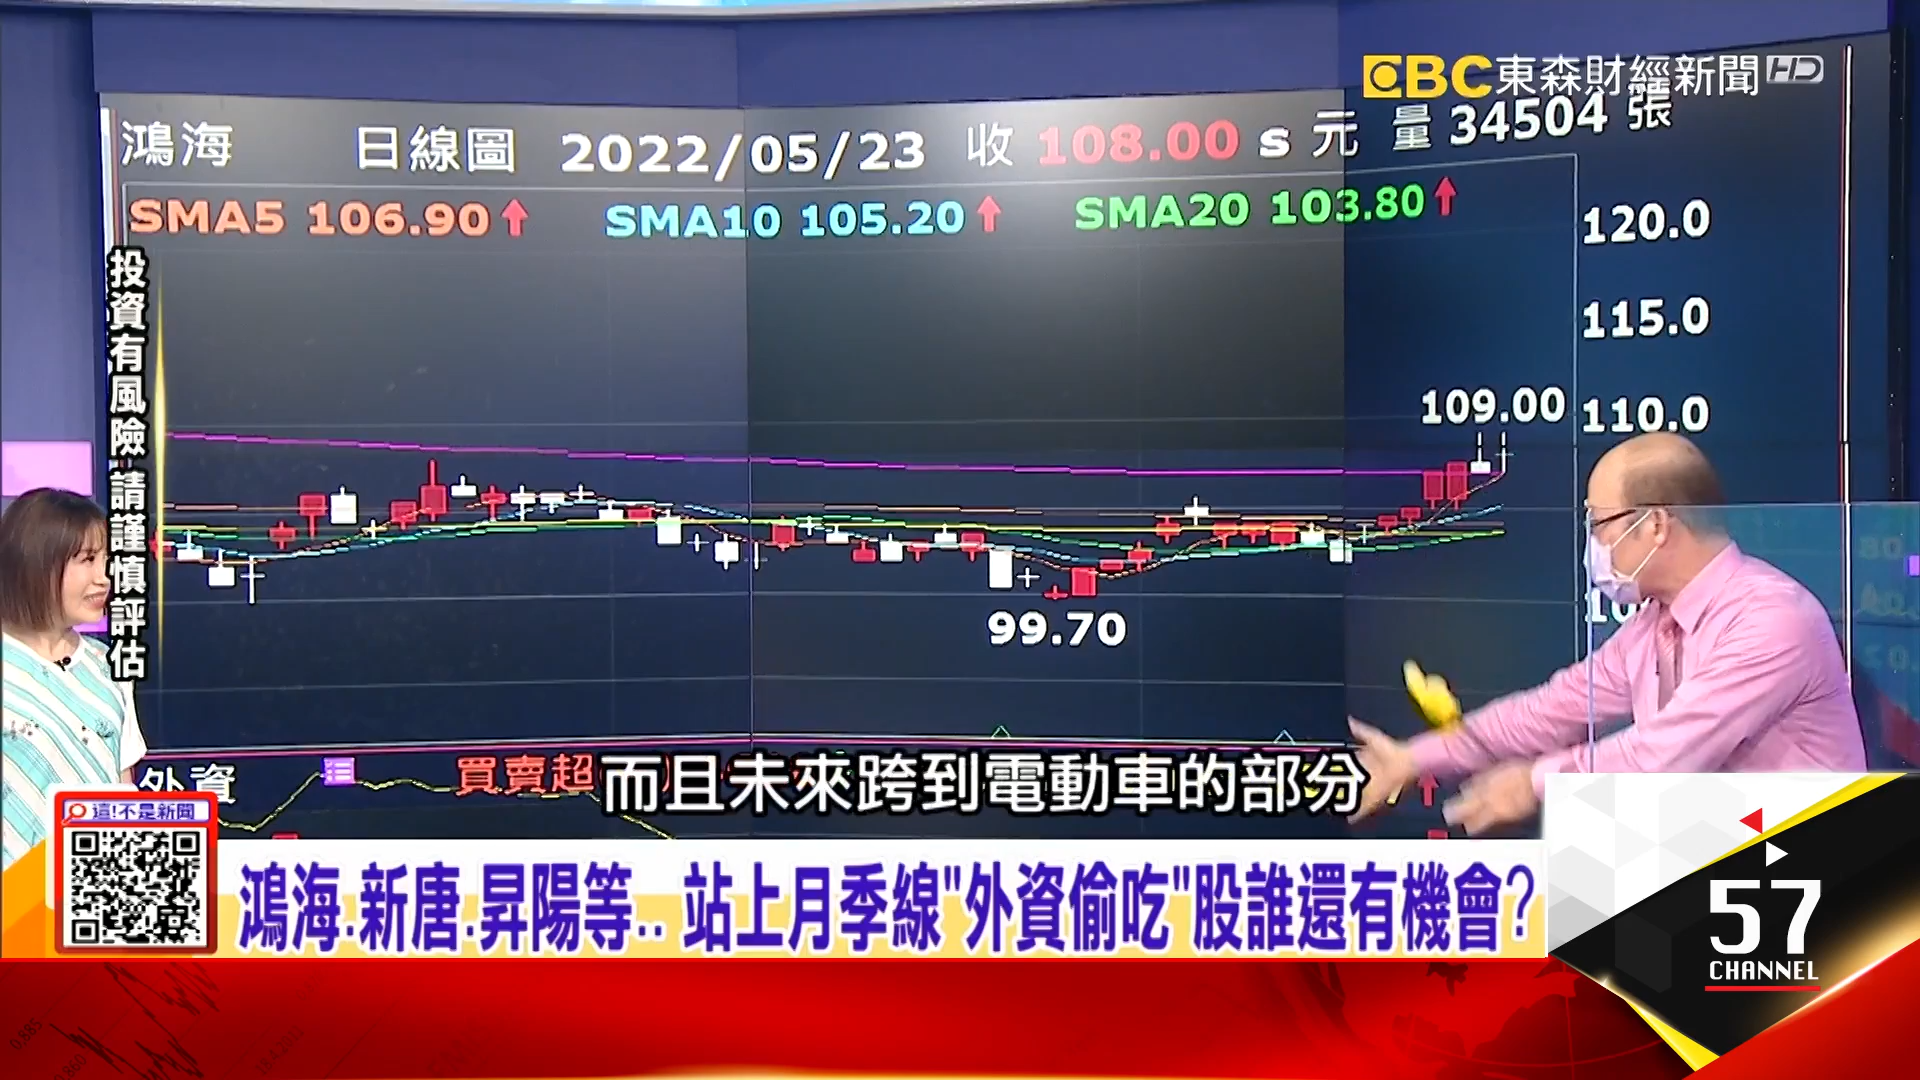 EBC東森財經新聞HD
鴻海 日線圖 2022/05/23 收 108.00 s 元 量 34504 張
SMA5 106.90↑ SMA10 105.20↑ SMA20 103.80↑
120.0
115.0
109.00 110.0
99.70
投資有風險 請謹慎評估
外資 買賣超
而且未來跨到電動車的部分
這!不是新聞
鴻海.新唐.昇陽等.. 站上月季線"外資偷吃"股誰還有機會?
57
CHANNEL